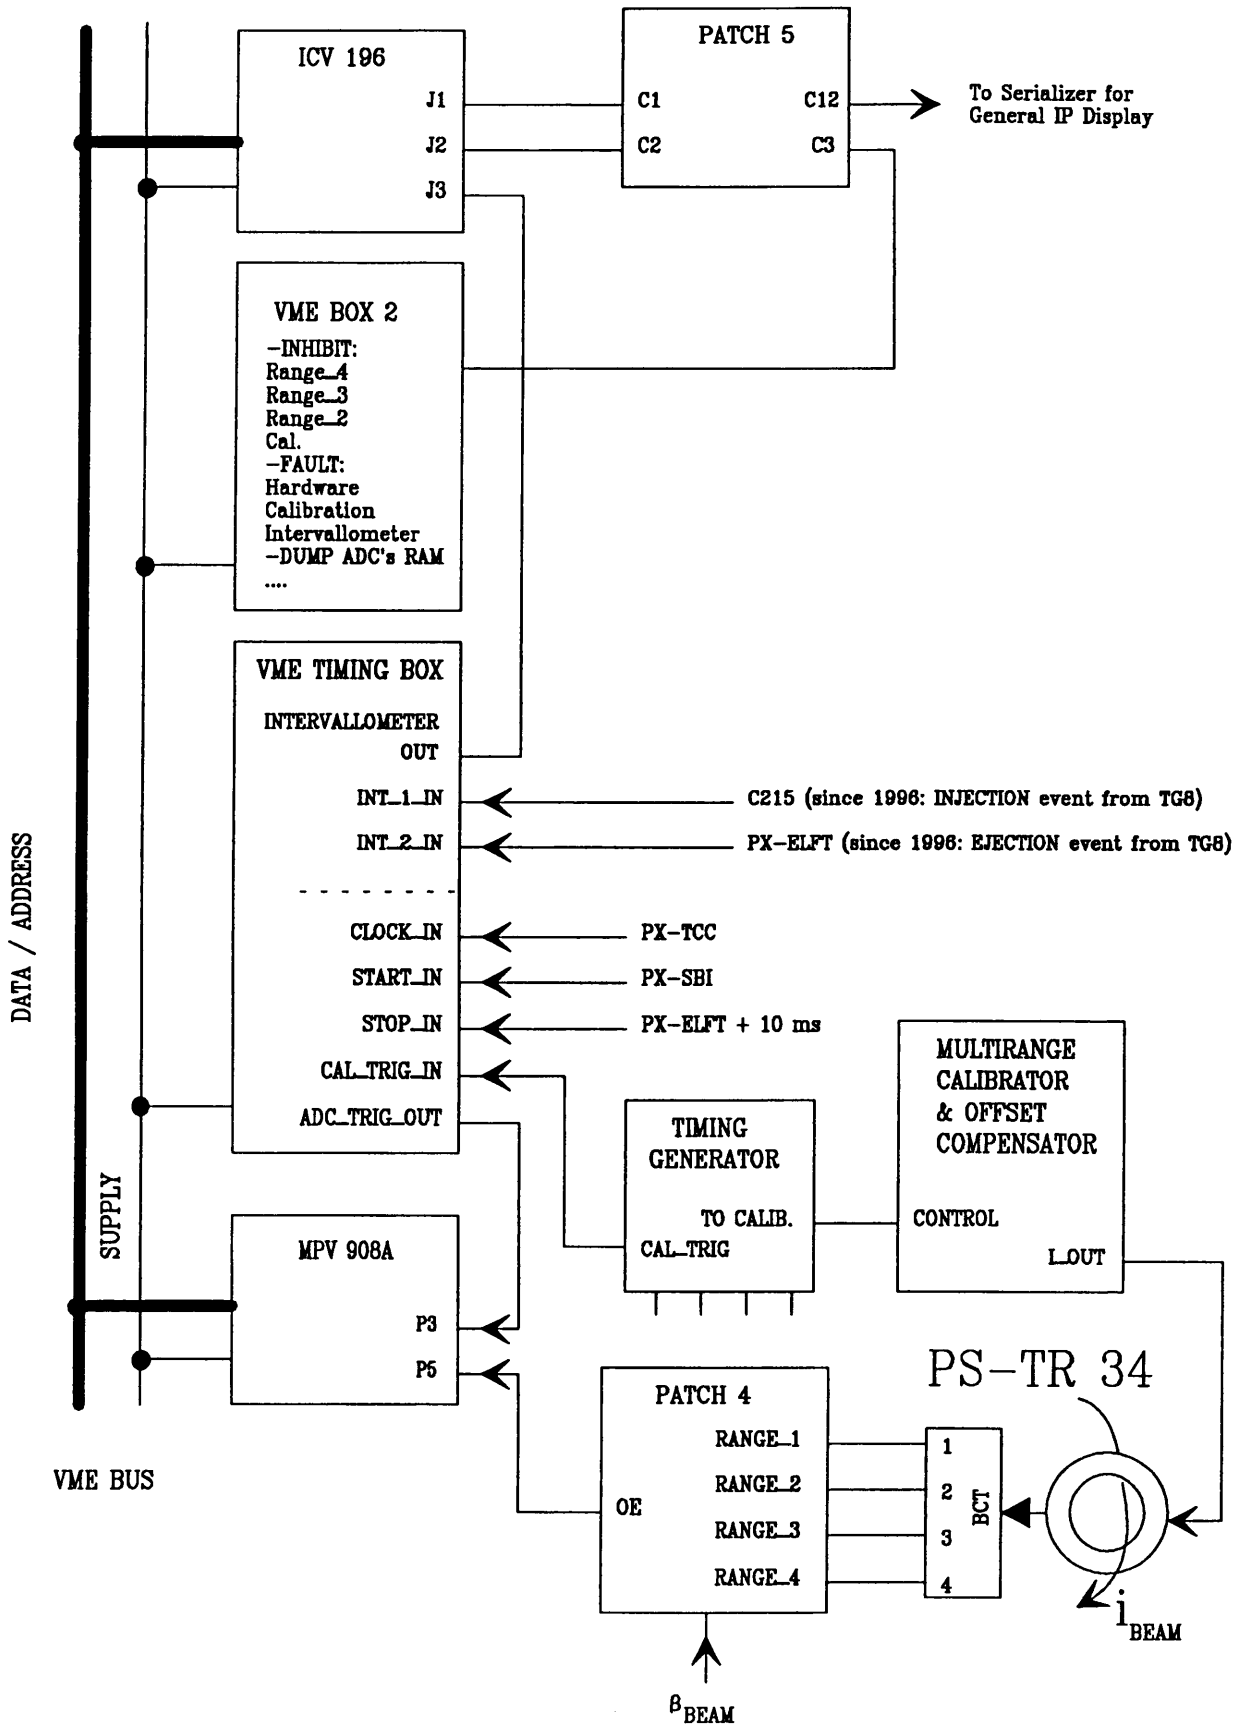 ICV 196
J1
J2
J3
PATCH 5
C1
C2
C12
C3
To Serializer for
General IP Display
VME BOX 2
-INHIBIT:
Range_4
Range_3
Range_2
Cal.
-FAULT:
Hardware
Calibration
Intervallometer
-DUMP ADC's RAM
....
VME TIMING BOX
INTERVALLOMETER
OUT
INT_1_IN
INT_2_IN
CLOCK_IN
START_IN
STOP_IN
CAL_TRIG_IN
ADC_TRIG_OUT
C215 (since 1996: INJECTION event from TG8)
PX-ELFT (since 1996: EJECTION event from TG8)
PX-TCC
PX-SBI
PX-ELFT + 10 ms
DATA / ADDRESS
SUPPLY
VME BUS
MPV 908A
P3
P5
TIMING
GENERATOR
TO CALIB.
CAL_TRIG
MULTIRANGE
CALIBRATOR
& OFFSET
COMPENSATOR
CONTROL
I_OUT
PATCH 4
RANGE_1
RANGE_2
RANGE_3
RANGE_4
OE
1
2
3
4
BCT
PS-TR 34
i BEAM
β BEAM